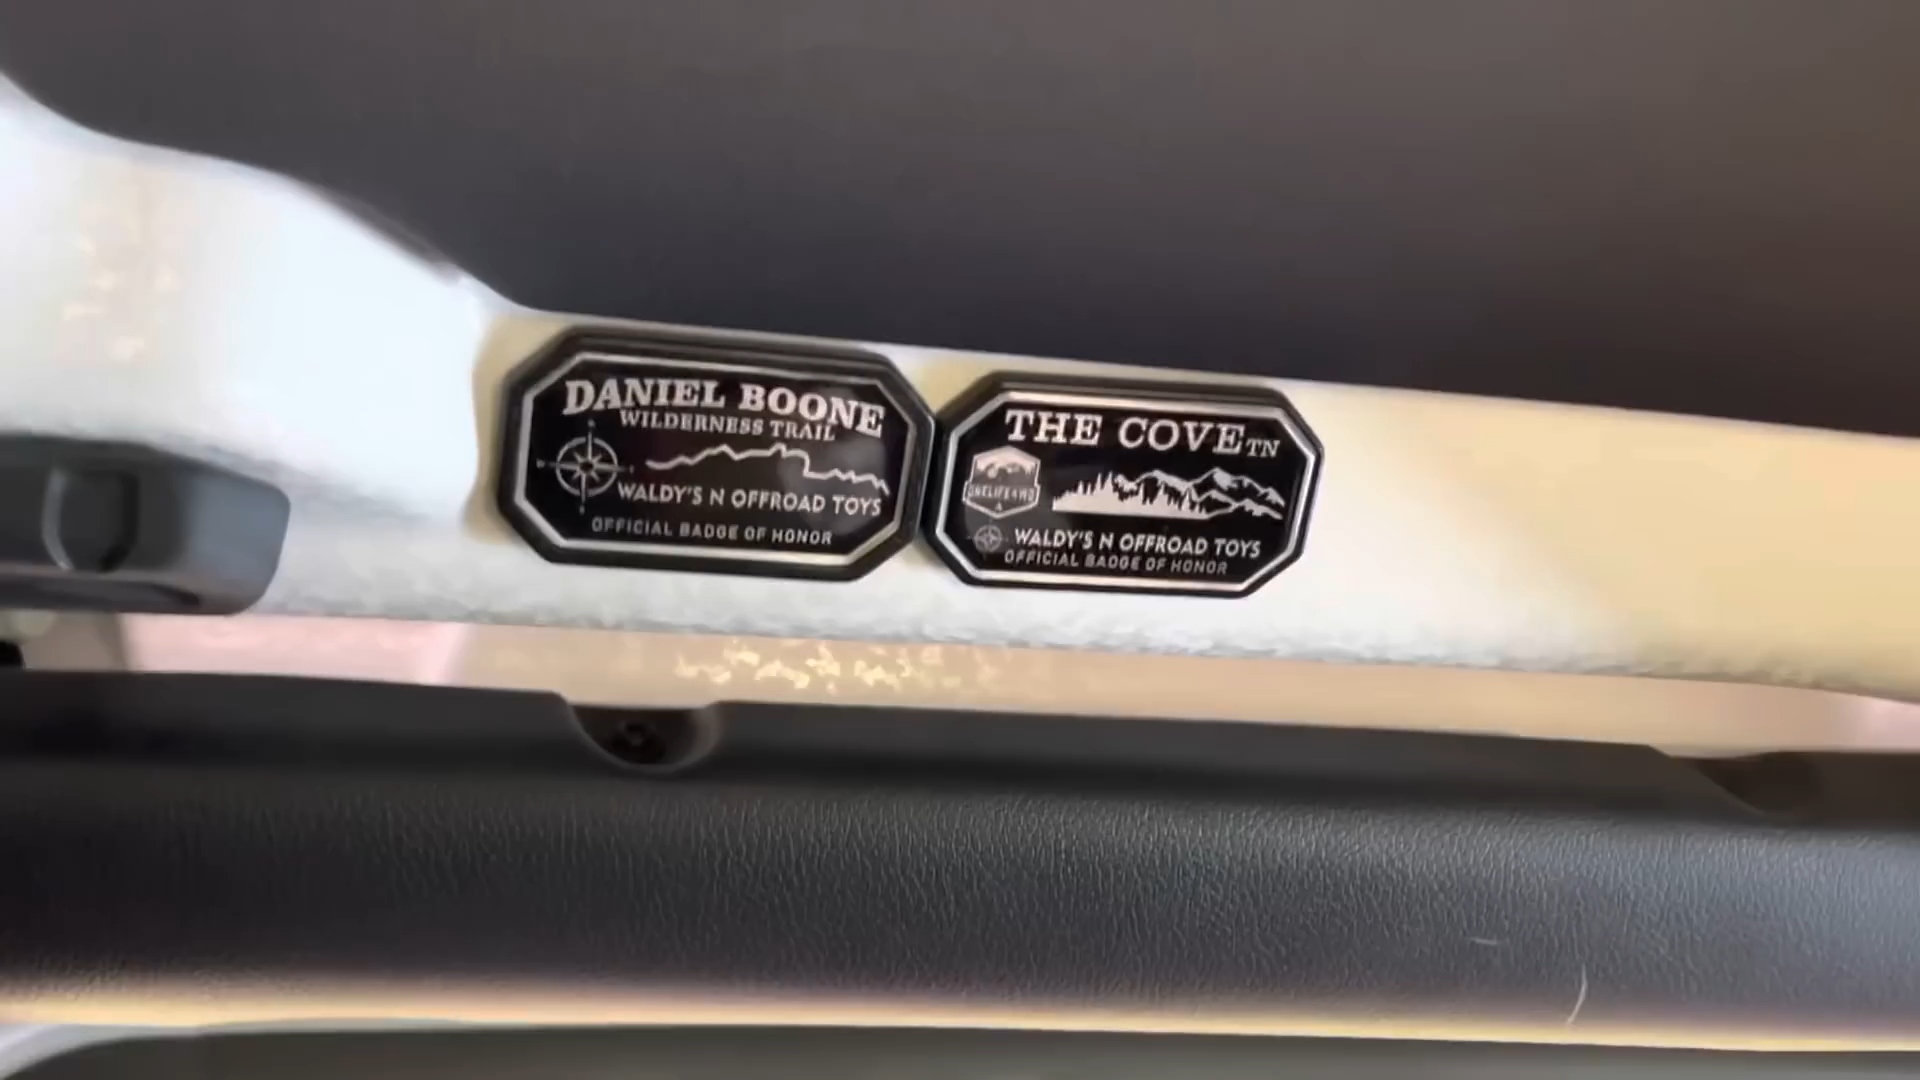 DANIEL BOONE
WILDERNESS TRAIL
WALDY'S N OFFROAD TOYS
OFFICIAL BADGE OF HONOR
THE COVE TN
ONELIFE4WD
WALDY'S N OFFROAD TOYS
OFFICIAL BADGE OF HONOR